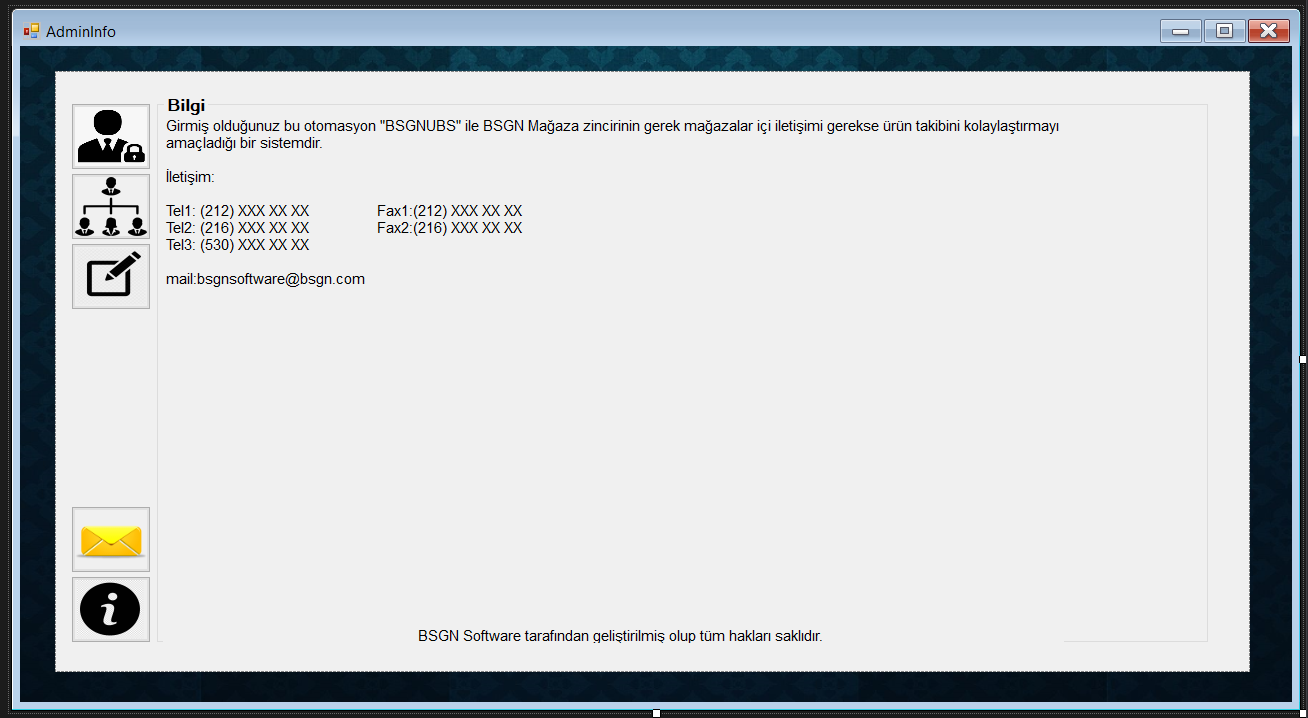 AdminInfo
Bilgi
Girmiş olduğunuz bu otomasyon "BSGNUBS" ile BSGN Mağaza zincirinin gerek mağazalar içi iletişimi gerekse ürün takibini kolaylaştırmayı
amaçladığı bir sistemdir.
İletişim:
Tel1: (212) XXX XX XX Fax1:(212) XXX XX XX
Tel2: (216) XXX XX XX Fax2:(216) XXX XX XX
Tel3: (530) XXX XX XX
mail:bsgnsoftware@bsgn.com
BSGN Software tarafından geliştirilmiş olup tüm hakları saklıdır.